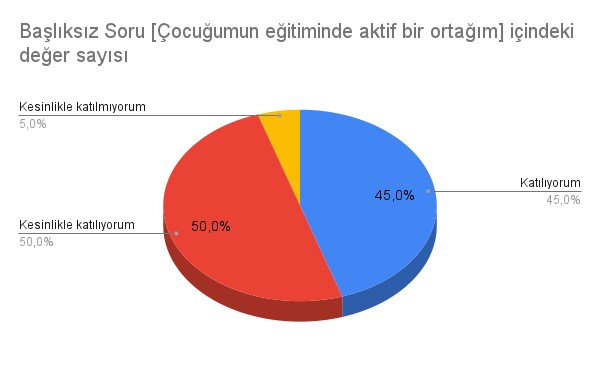 Başlıksız Soru [Çocuğumun eğitiminde aktif bir ortağım] içindeki
değer sayısı
Kesinlikle katılmıyorum
5,0%
Katılıyorum
45,0%
45,0%
Kesinlikle katılıyorum
50,0%
50,0%